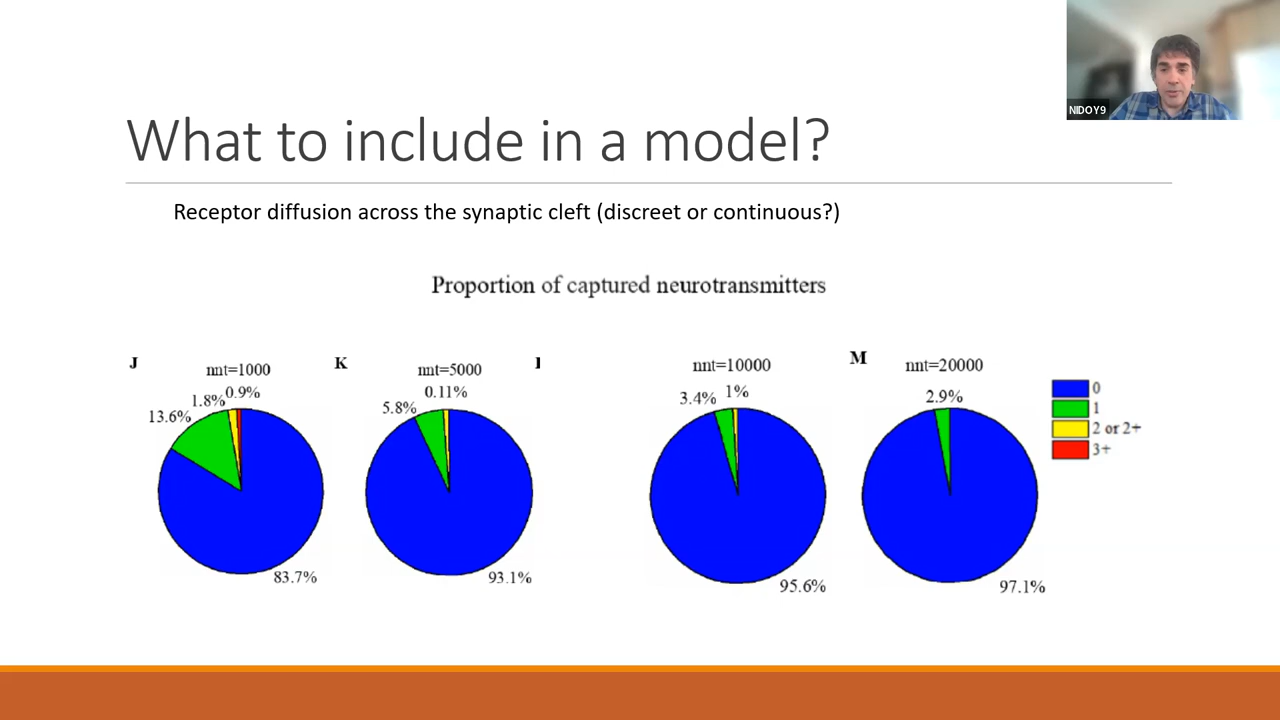 NIDOY9
What to include in a model?
Receptor diffusion across the synaptic cleft (discreet or continuous?)
Proportion of captured neurotransmitters
J
nnt=1000
13.6%
1.8%
0.9%
83.7%
K
nnt=5000
5.8%
0.11%
93.1%
nnt=10000
3.4%
1%
95.6%
M
nnt=20000
2.9%
97.1%
0
1
2 or 2+
3+